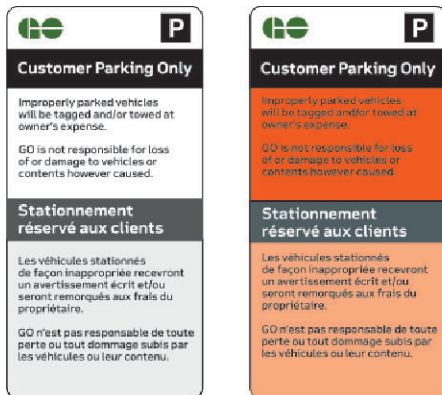 GO P
Customer Parking Only
Improperly parked vehicles
will be tagged and/or towed at
owner's expense.
GO is not responsible for loss
of or damage to vehicles or
contents however caused.
Stationnement
réservé aux clients
Les véhicules stationnés
de façon inappropriée recevront
un avertissement écrit et/ou
seront remorqués aux frais du
propriétaire.
GO n'est pas responsable de toute
perte ou tout dommage subis par
les véhicules ou leur contenu.
GO P
Customer Parking Only
Improperly parked vehicles
will be tagged and/or towed at
owner's expense.
GO is not responsible for loss
of or damage to vehicles or
contents however caused.
Stationnement
réservé aux clients
Les véhicules stationnés
de façon inappropriée recevront
un avertissement écrit et/ou
seront remorqués aux frais du
propriétaire.
GO n'est pas responsable de toute
perte ou tout dommage subis par
les véhicules ou leur contenu.